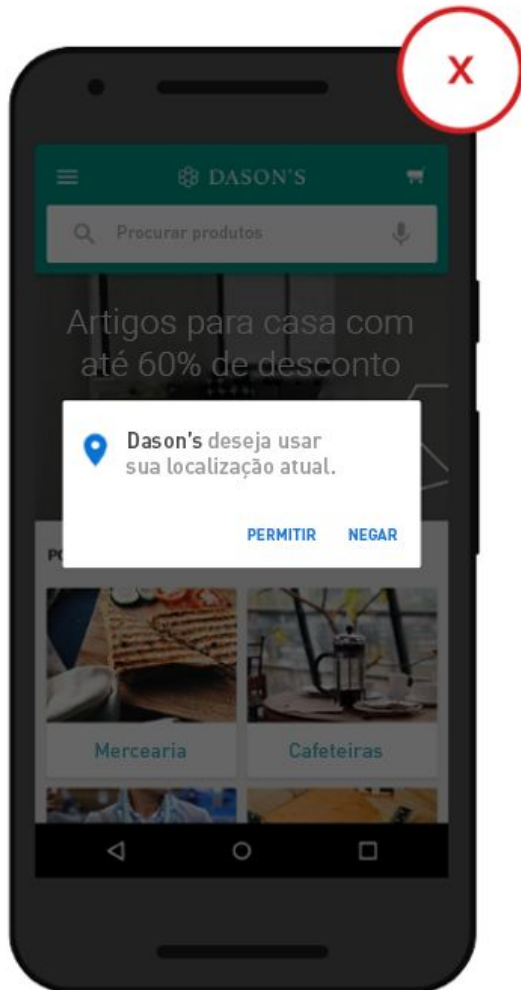 X
DASON'S
Procurar produtos
Artigos para casa com
até 60% de desconto
Dason's deseja usar
sua localização atual.
PERMITIR NEGAR
Mercearia Cafeteiras